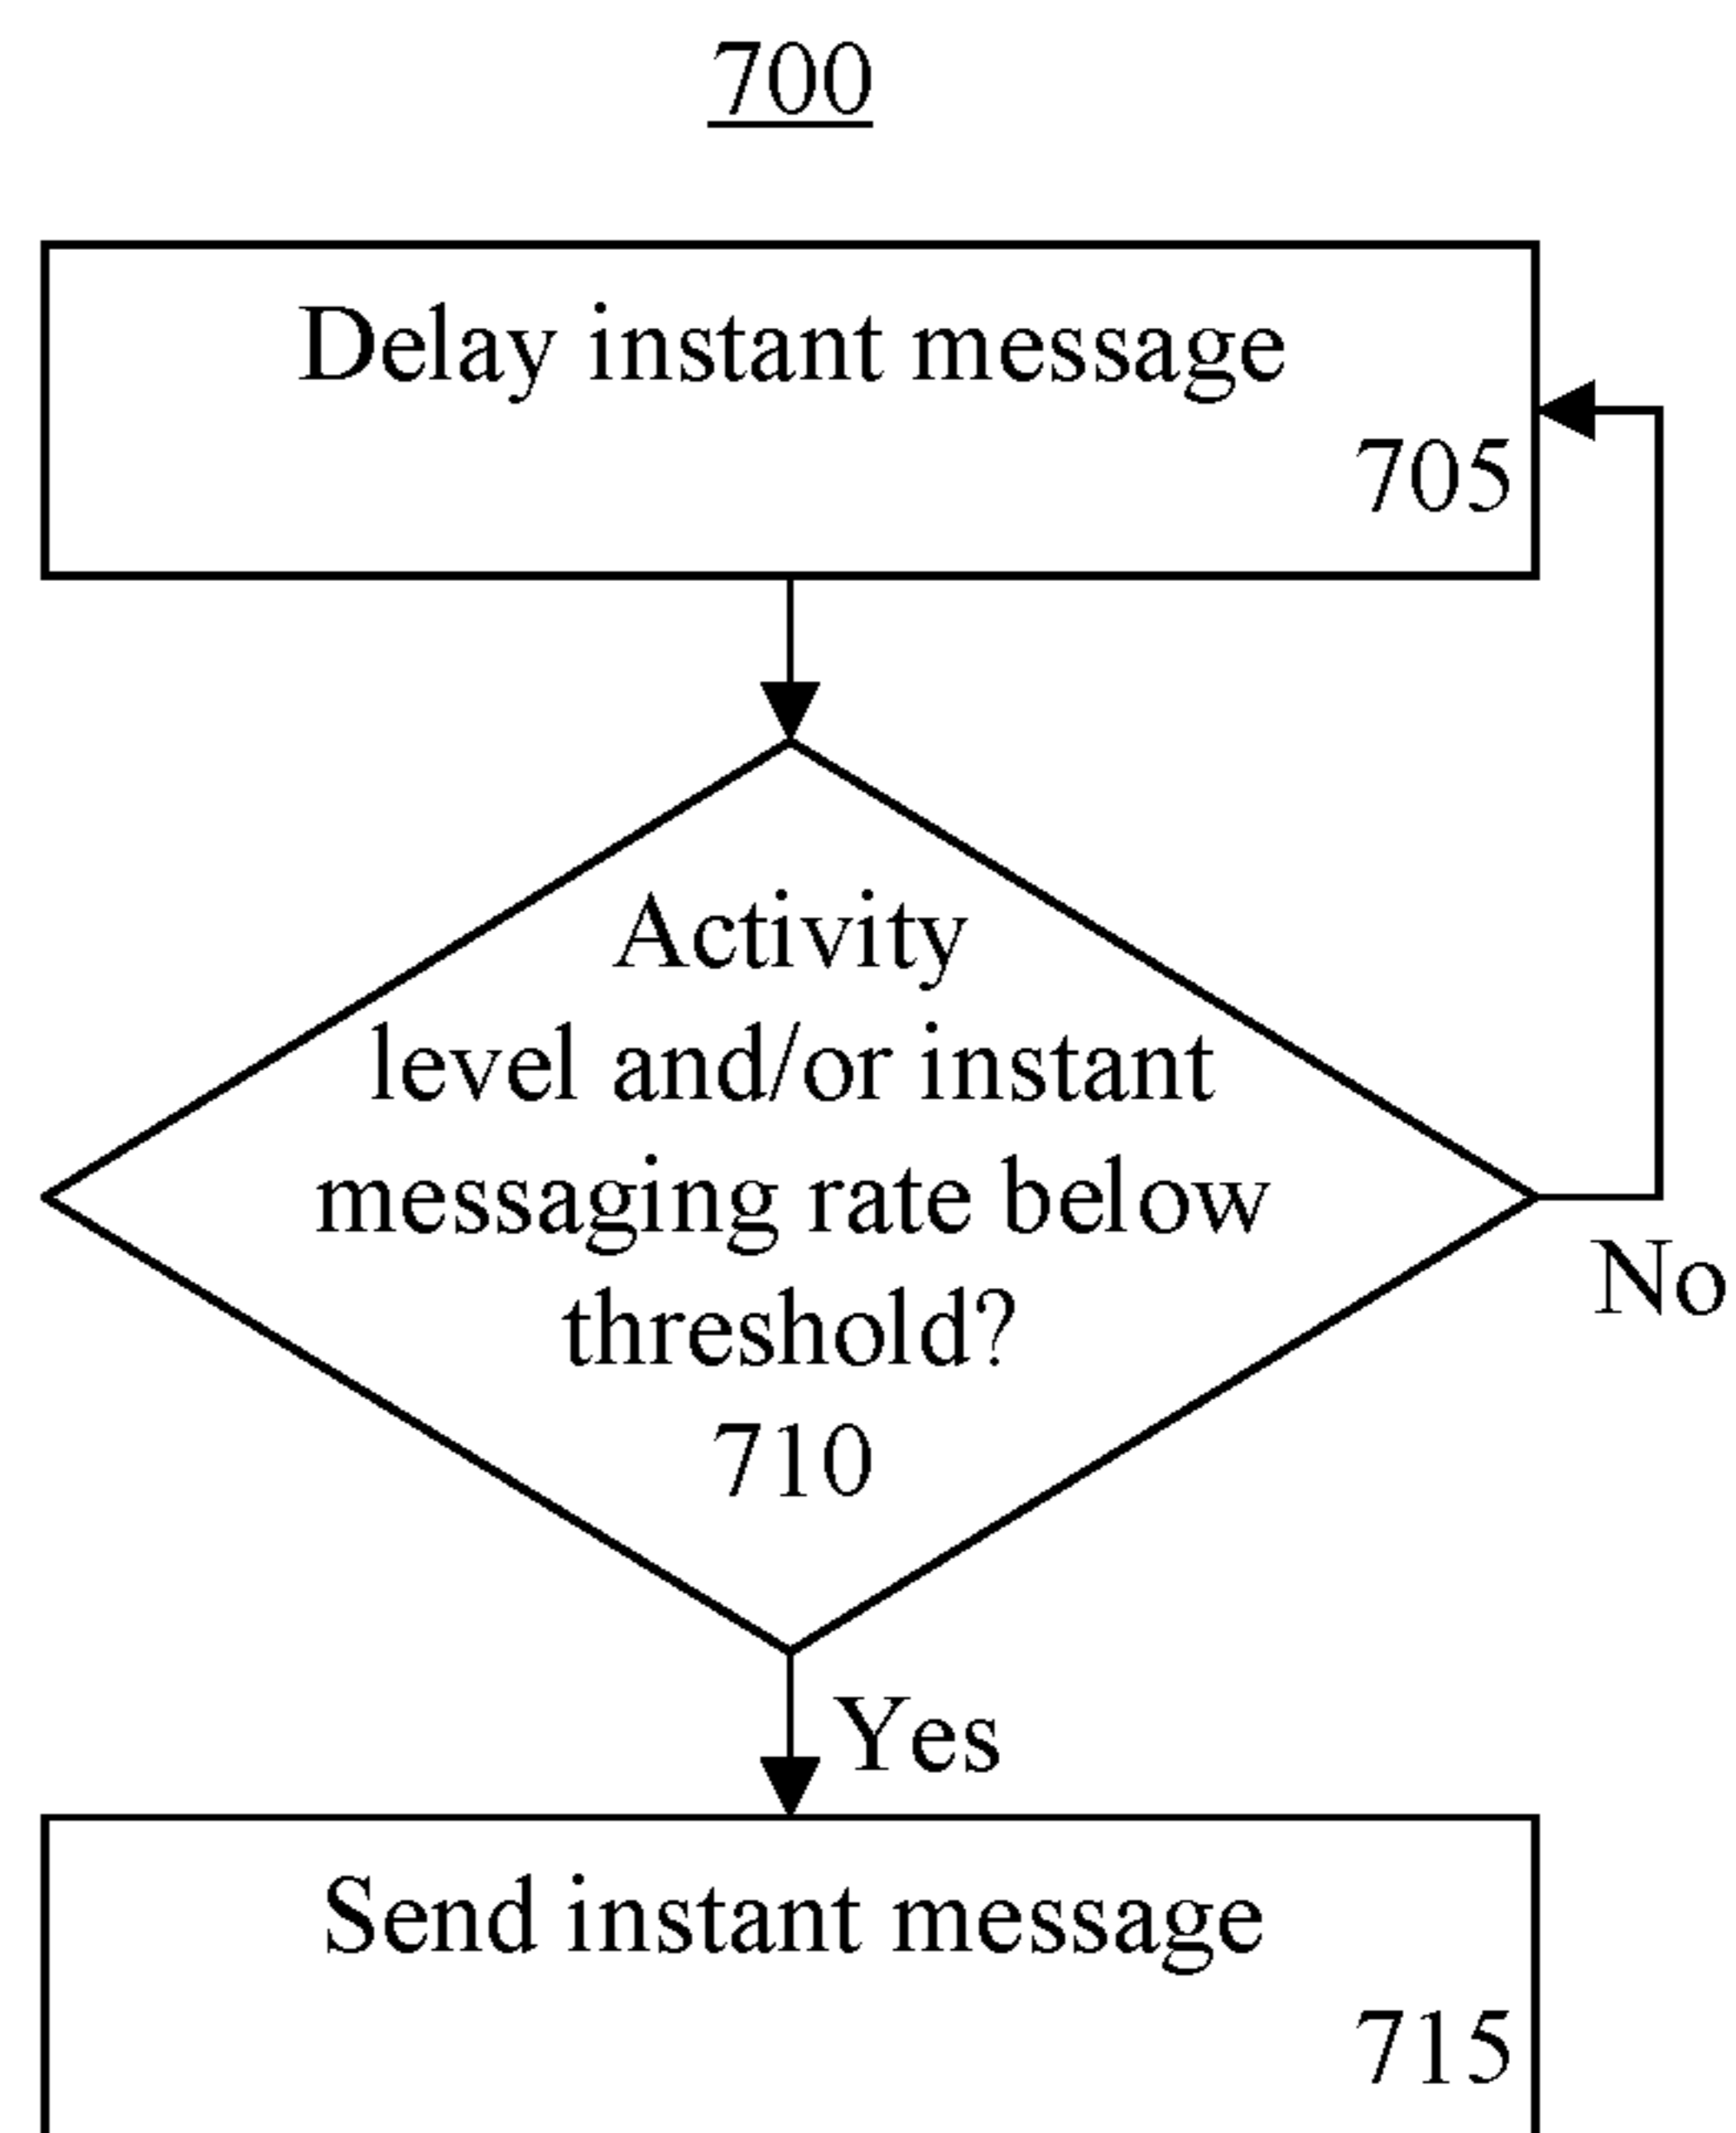 700
Delay instant message
705
Activity
level and/or instant
messaging rate below
threshold?
710
No
Yes
Send instant message
715